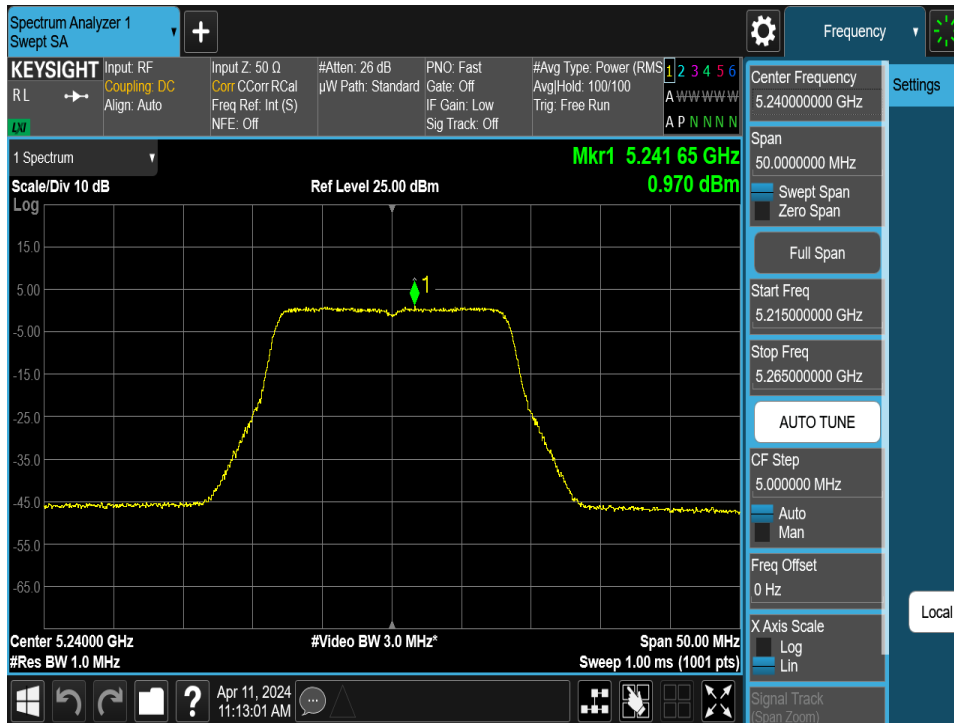 Spectrum Analyzer 1
Swept SA
+
Frequency
KEYSIGHT
R L
LXI
Input: RF
Coupling: DC
Align: Auto
Input Z: 50 Ω
Corr CCorr RCal
Freq Ref: Int (S)
NFE: Off
#Atten: 26 dB
µW Path: Standard
PNO: Fast
Gate: Off
IF Gain: Low
Sig Track: Off
#Avg Type: Power (RMS
Avg|Hold: 100/100
Trig: Free Run
1 2 3 4 5 6
A W W W W W
A P N N N N
1 Spectrum
Mkr1 5.241 65 GHz
0.970 dBm
Scale/Div 10 dB
Ref Level 25.00 dBm
Log
15.0
5.00
-5.00
-15.0
-25.0
-35.0
-45.0
-55.0
-65.0
1
Center 5.24000 GHz
#Video BW 3.0 MHz*
Span 50.00 MHz
#Res BW 1.0 MHz
Sweep 1.00 ms (1001 pts)
?
Apr 11, 2024
11:13:01 AM
Center Frequency
5.240000000 GHz
Span
50.0000000 MHz
Swept Span
Zero Span
Full Span
Start Freq
5.215000000 GHz
Stop Freq
5.265000000 GHz
AUTO TUNE
CF Step
5.000000 MHz
Auto
Man
Freq Offset
0 Hz
X Axis Scale
Log
Lin
Signal Track
(Span Zoom)
Settings
Local